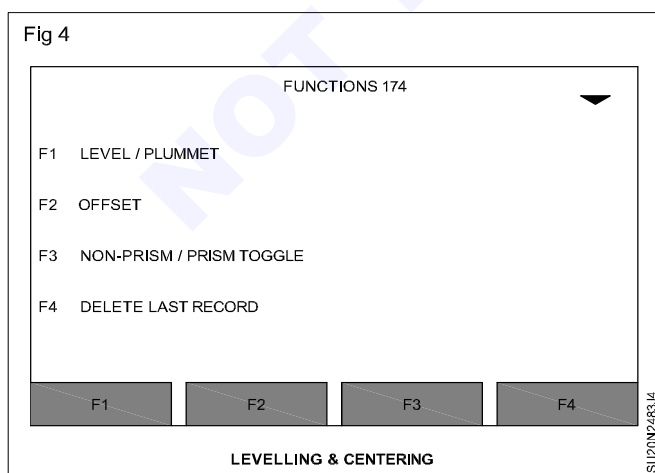 Fig 4
FUNCTIONS 174
F1 LEVEL / PLUMMET
F2 OFFSET
F3 NON-PRISM / PRISM TOGGLE
F4 DELETE LAST RECORD
F1 F2 F3 F4
LEVELLING & CENTERING
SU20N2483J4
NOT